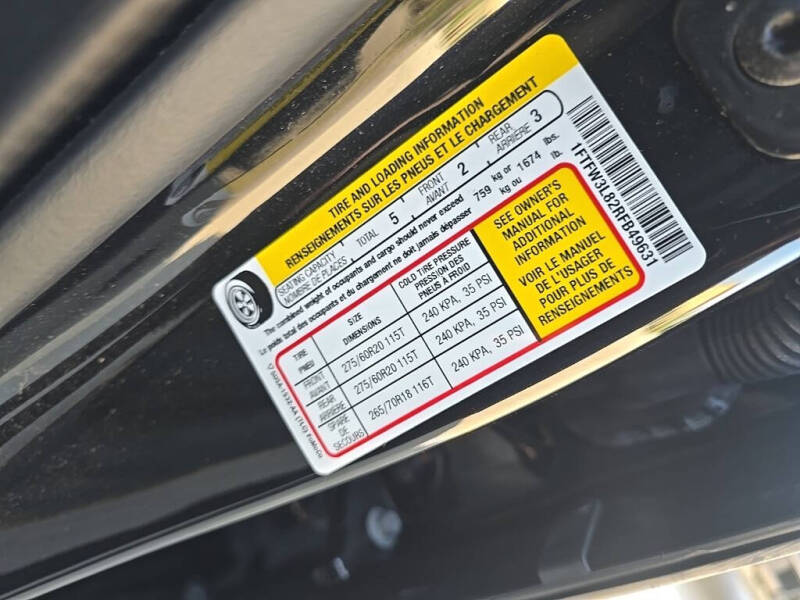 TIRE AND LOADING INFORMATION
RENSEIGNEMENTS SUR LES PNEUS ET LE CHARGEMENT
SEATING CAPACITY TOTAL 5 FRONT 2 REAR 3
NOMBRE DE PLACES AVANT ARRIÈRE
The combined weight of occupants and cargo should never exceed 759 kg or 1674 lbs.
Le poids total des occupants et du chargement ne doit jamais dépasser kg ou lb.
TIRE SIZE COLD TIRE PRESSURE
PNEU DIMENSIONS PRESSION DES
PNEUS À FROID
FRONT 275/60R20 115T 240 KPA, 35 PSI
AVANT
REAR 275/60R20 115T 240 KPA, 35 PSI
ARRIÈRE
SPARE 265/70R18 116T 240 KPA, 35 PSI
DE
SECOURS
SEE OWNER'S
MANUAL FOR
ADDITIONAL
INFORMATION
VOIR LE MANUEL
DE L'USAGER
POUR PLUS DE
RENSEIGNEMENTS
1FTFW3L82RFB49631